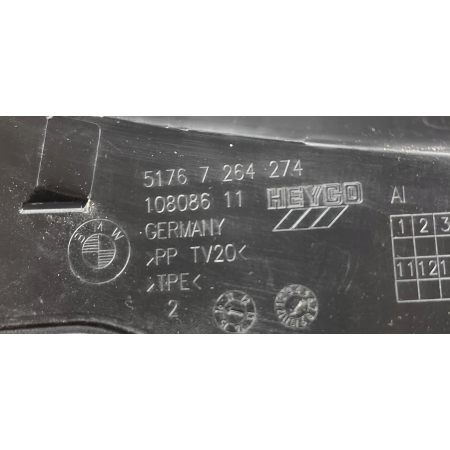 5176 7 264 274
108086 11 HEYCO
GERMANY
>PP TV20<
>TPE<
2
BMW
AI
1 2 3
11 12 1